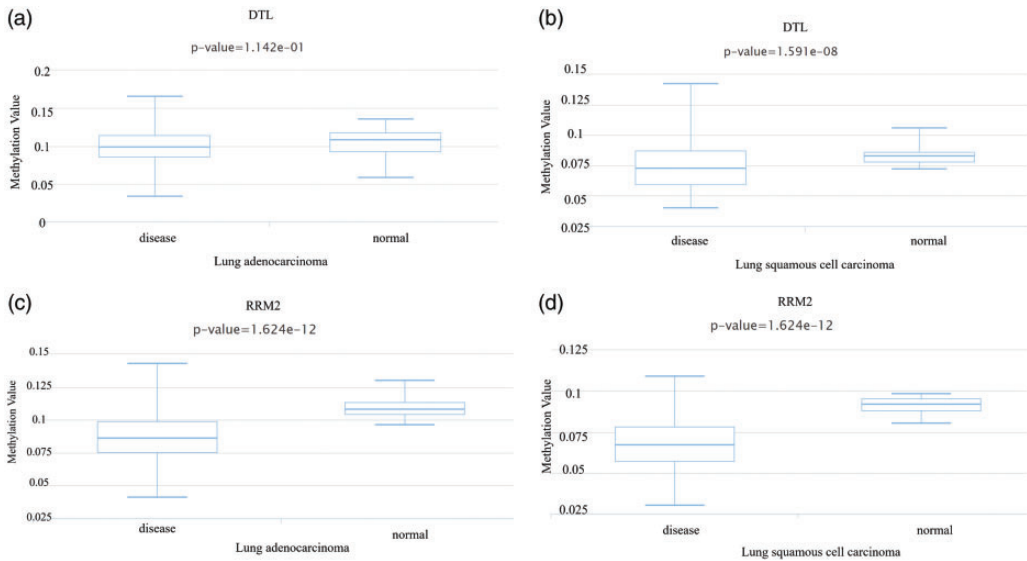 (a)
DTL
p-value=1.142e-01
0.2
0.15
0.1
0.05
0
Methylation Value
disease
normal
Lung adenocarcinoma
(b)
DTL
p-value=1.591e-08
0.15
0.125
0.1
0.075
0.05
0.025
Methylation Value
disease
normal
Lung squamous cell carcinoma
(c)
RRM2
p-value=1.624e-12
0.15
0.125
0.1
0.075
0.05
0.025
Methylation Value
disease
normal
Lung adenocarcinoma
(d)
RRM2
p-value=1.624e-12
0.125
0.1
0.075
0.05
0.025
Methylation Value
disease
normal
Lung squamous cell carcinoma